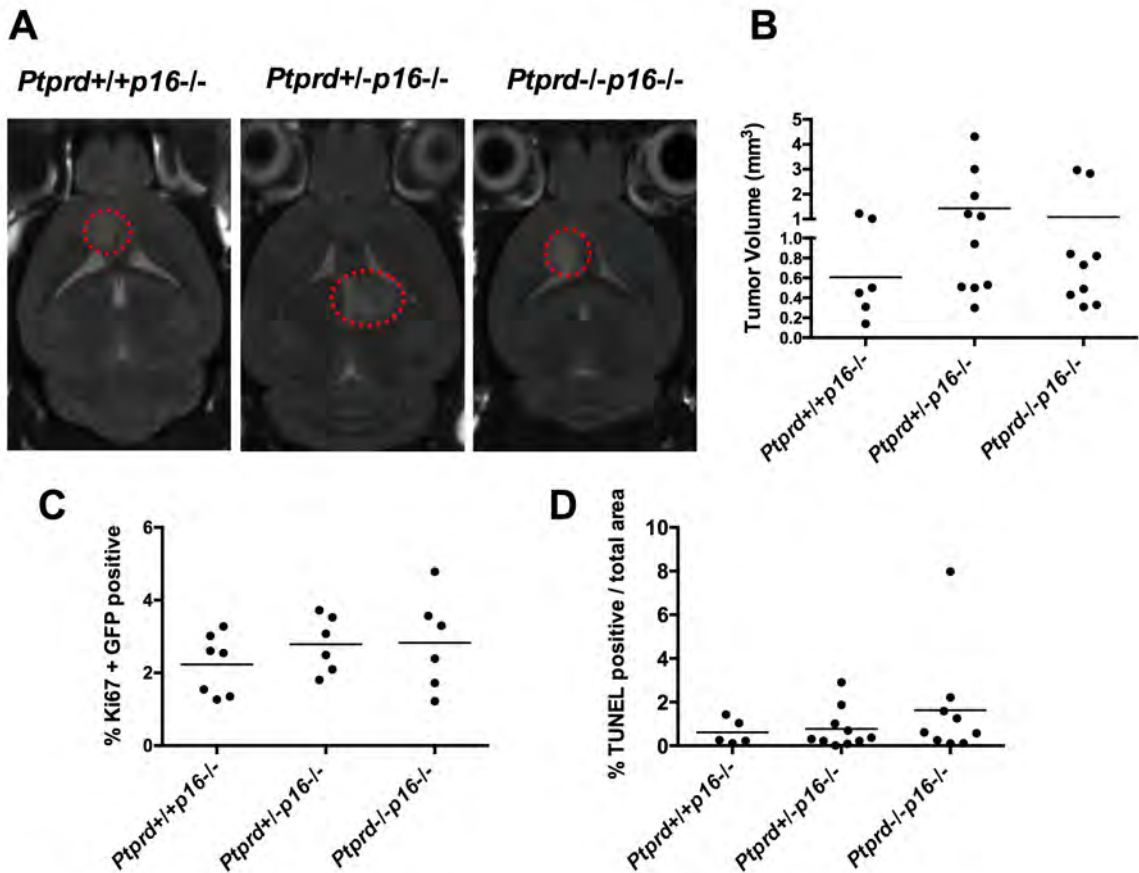 A
Ptprd+/+p16-/-
Ptprd+/-p16-/-
Ptprd-/-p16-/-
B
Tumor Volume (mm³)
5
4
3
2
1
1.0
0.8
0.6
0.4
0.2
0.0
Ptprd+/+p16-/-
Ptprd+/-p16-/-
Ptprd-/-p16-/-
C
% Ki67 + GFP positive
6
4
2
0
Ptprd+/+p16-/-
Ptprd+/-p16-/-
Ptprd-/-p16-/-
D
% TUNEL positive / total area
10
8
6
4
2
0
Ptprd+/+p16-/-
Ptprd+/-p16-/-
Ptprd-/-p16-/-